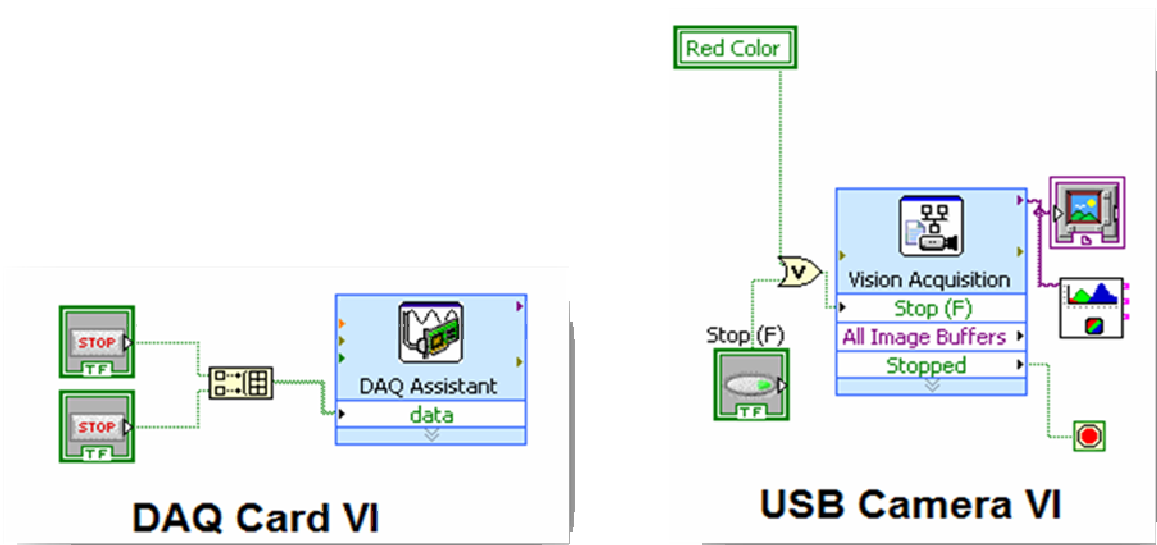 Red Color
V
Vision Acquisition
Stop (F)
All Image Buffers
Stopped
Stop (F)
TF
STOP
TF
STOP
TF
DAQ Assistant
data
DAQ Card VI
USB Camera VI